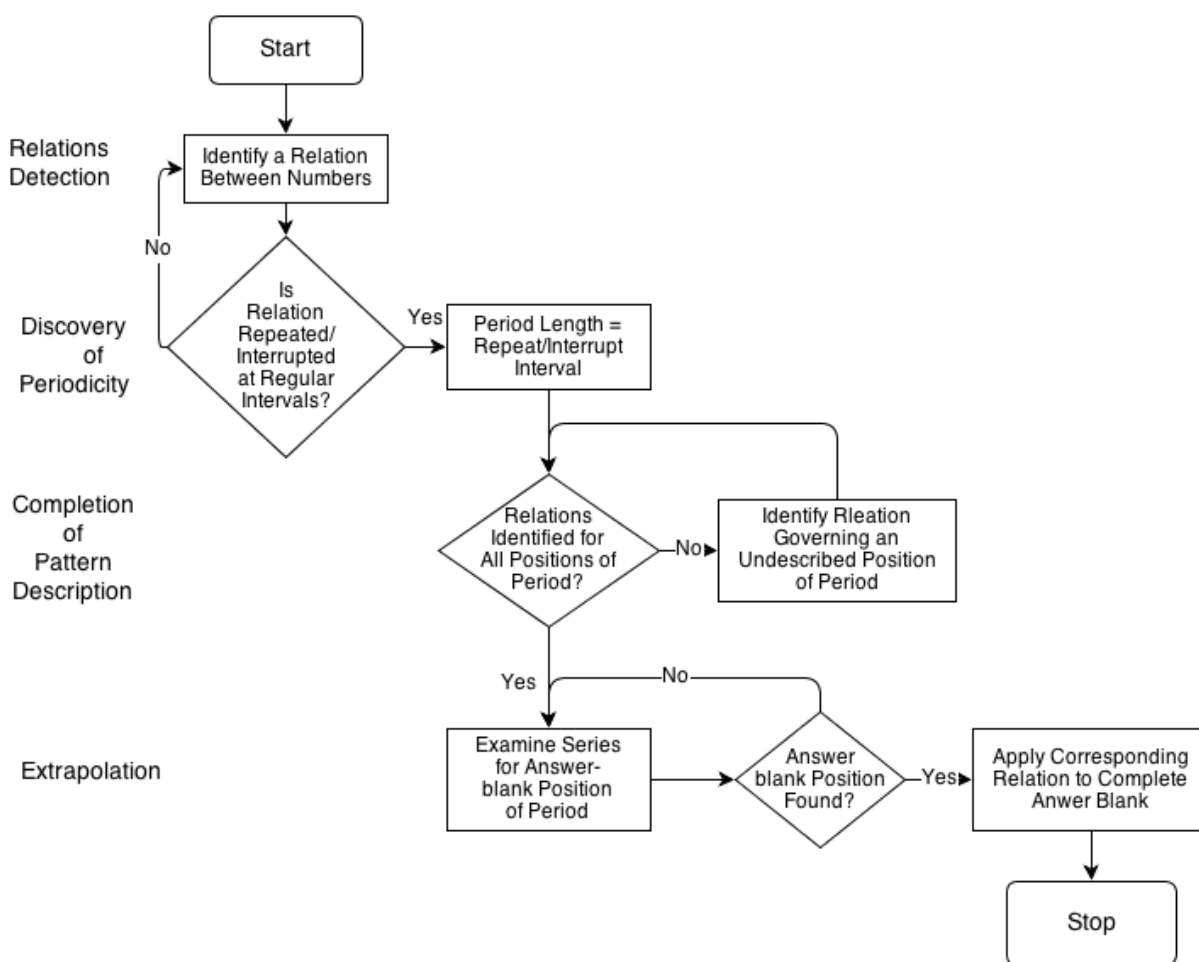 Start
Relations
Detection
Identify a Relation
Between Numbers
No
Discovery
of
Periodicity
Is
Relation
Repeated/
Interrupted
at Regular
Intervals?
Yes
Period Length =
Repeat/Interrupt
Interval
Completion
of
Pattern
Description
Relations
Identified for
All Positions of
Period?
No
Identify Rleation
Governing an
Undescribed Position
of Period
Yes
No
Extrapolation
Examine Series
for Answer-
blank Position
of Period
Answer
blank Position
Found?
Yes
Apply Corresponding
Relation to Complete
Anwer Blank
Stop